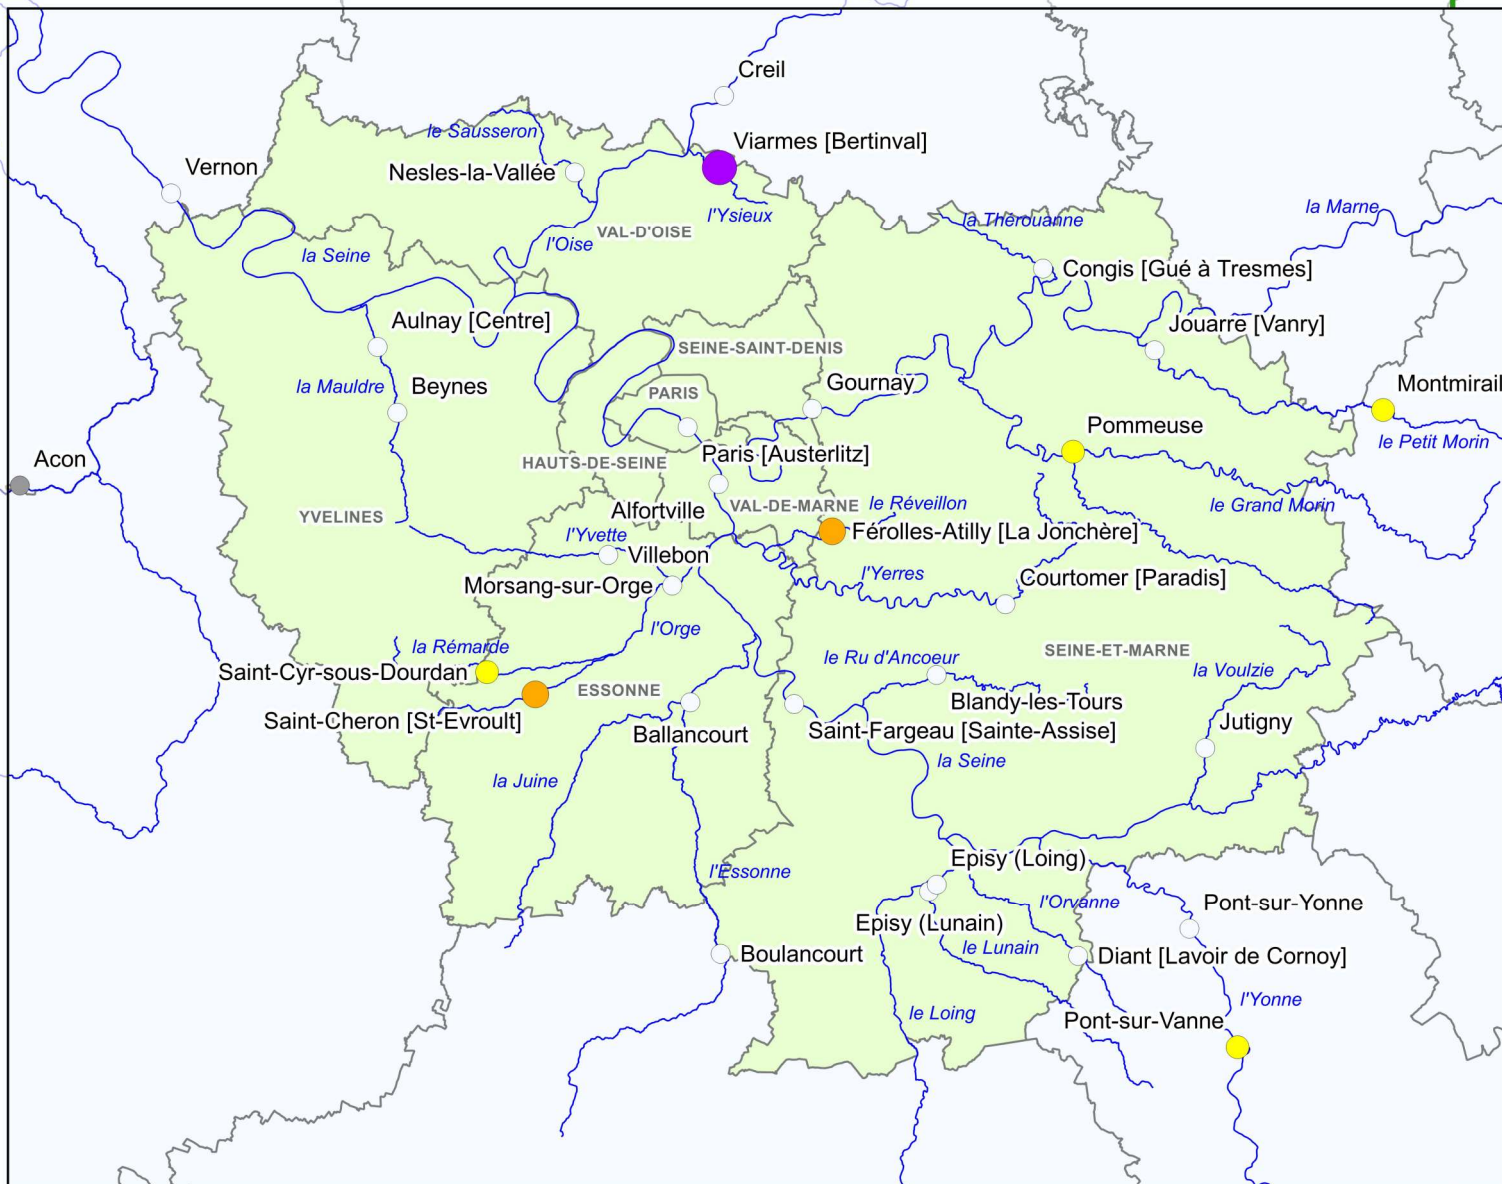 Creil
Viarmes [Bertinval]
le Sausseron
Vernon
Nesles-la-Vallée
l'Ysieux
la Marne
la Thérouanne
VAL-D'OISE
l'Oise
la Seine
Congis [Gué à Tresmes]
Aulnay [Centre]
Jouarre [Vanry]
SEINE-SAINT-DENIS
la Mauldre
Beynes
PARIS
Gournay
Montmirail
Pommeuse
le Petit Morin
Acon
Paris [Austerlitz]
HAUTS-DE-SEINE
YVELINES
Alfortville
VAL-DE-MARNE
le Réveillon
le Grand Morin
l'Yvette
Férolles-Atilly [La Jonchère]
Villebon
l'Yerres
Courtomer [Paradis]
Morsang-sur-Orge
l'Orge
la Rémarde
le Ru d'Ancoeur
SEINE-ET-MARNE
Saint-Cyr-sous-Dourdan
la Voulzie
ESSONNE
Blandy-les-Tours
Saint-Cheron [St-Evroult]
Ballancourt
Saint-Fargeau [Sainte-Assise]
Jutigny
la Seine
la Juine
Episy (Loing)
l'Essonne
l'Orvanne
Pont-sur-Yonne
Episy (Lunain)
le Lunain
Boulancourt
Diant [Lavoir de Cornoy]
l'Yonne
le Loing
Pont-sur-Vanne